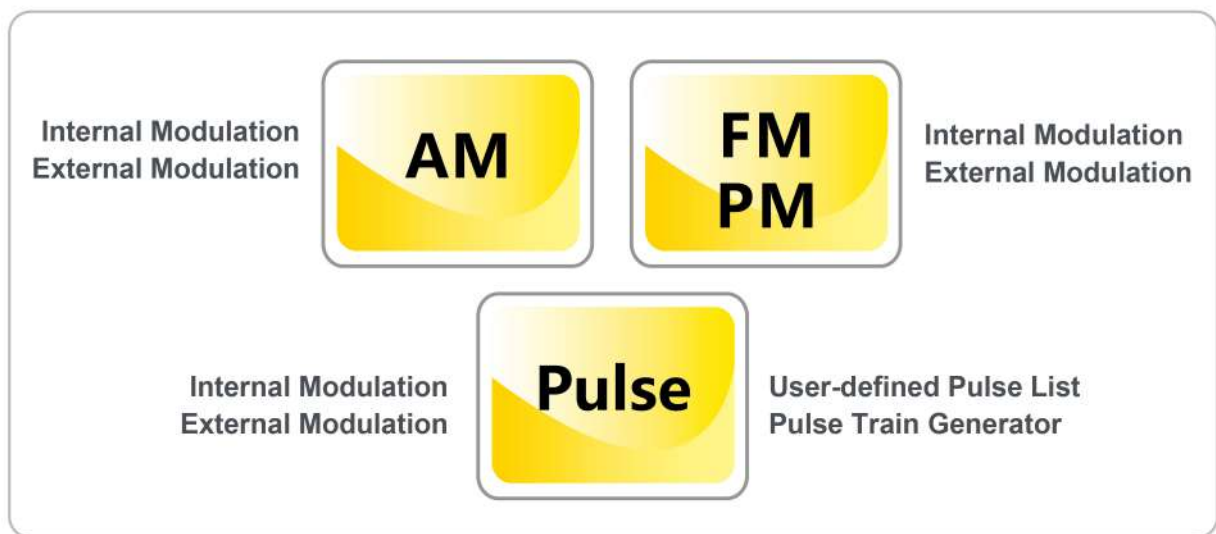 Internal Modulation
External Modulation
AM
FM
PM
Internal Modulation
External Modulation
Internal Modulation
External Modulation
Pulse
User-defined Pulse List
Pulse Train Generator